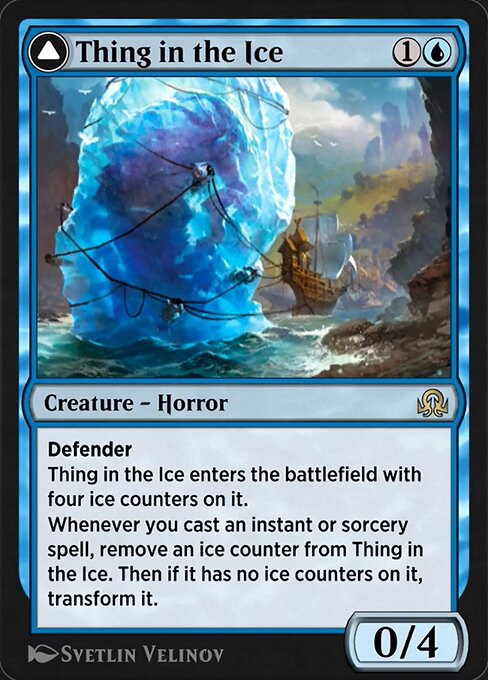 Thing in the Ice 1
Creature – Horror
Defender
Thing in the Ice enters the battlefield with
four ice counters on it.
Whenever you cast an instant or sorcery
spell, remove an ice counter from Thing in
the Ice. Then if it has no ice counters on it,
transform it.
0/4
Svetlin Velinov